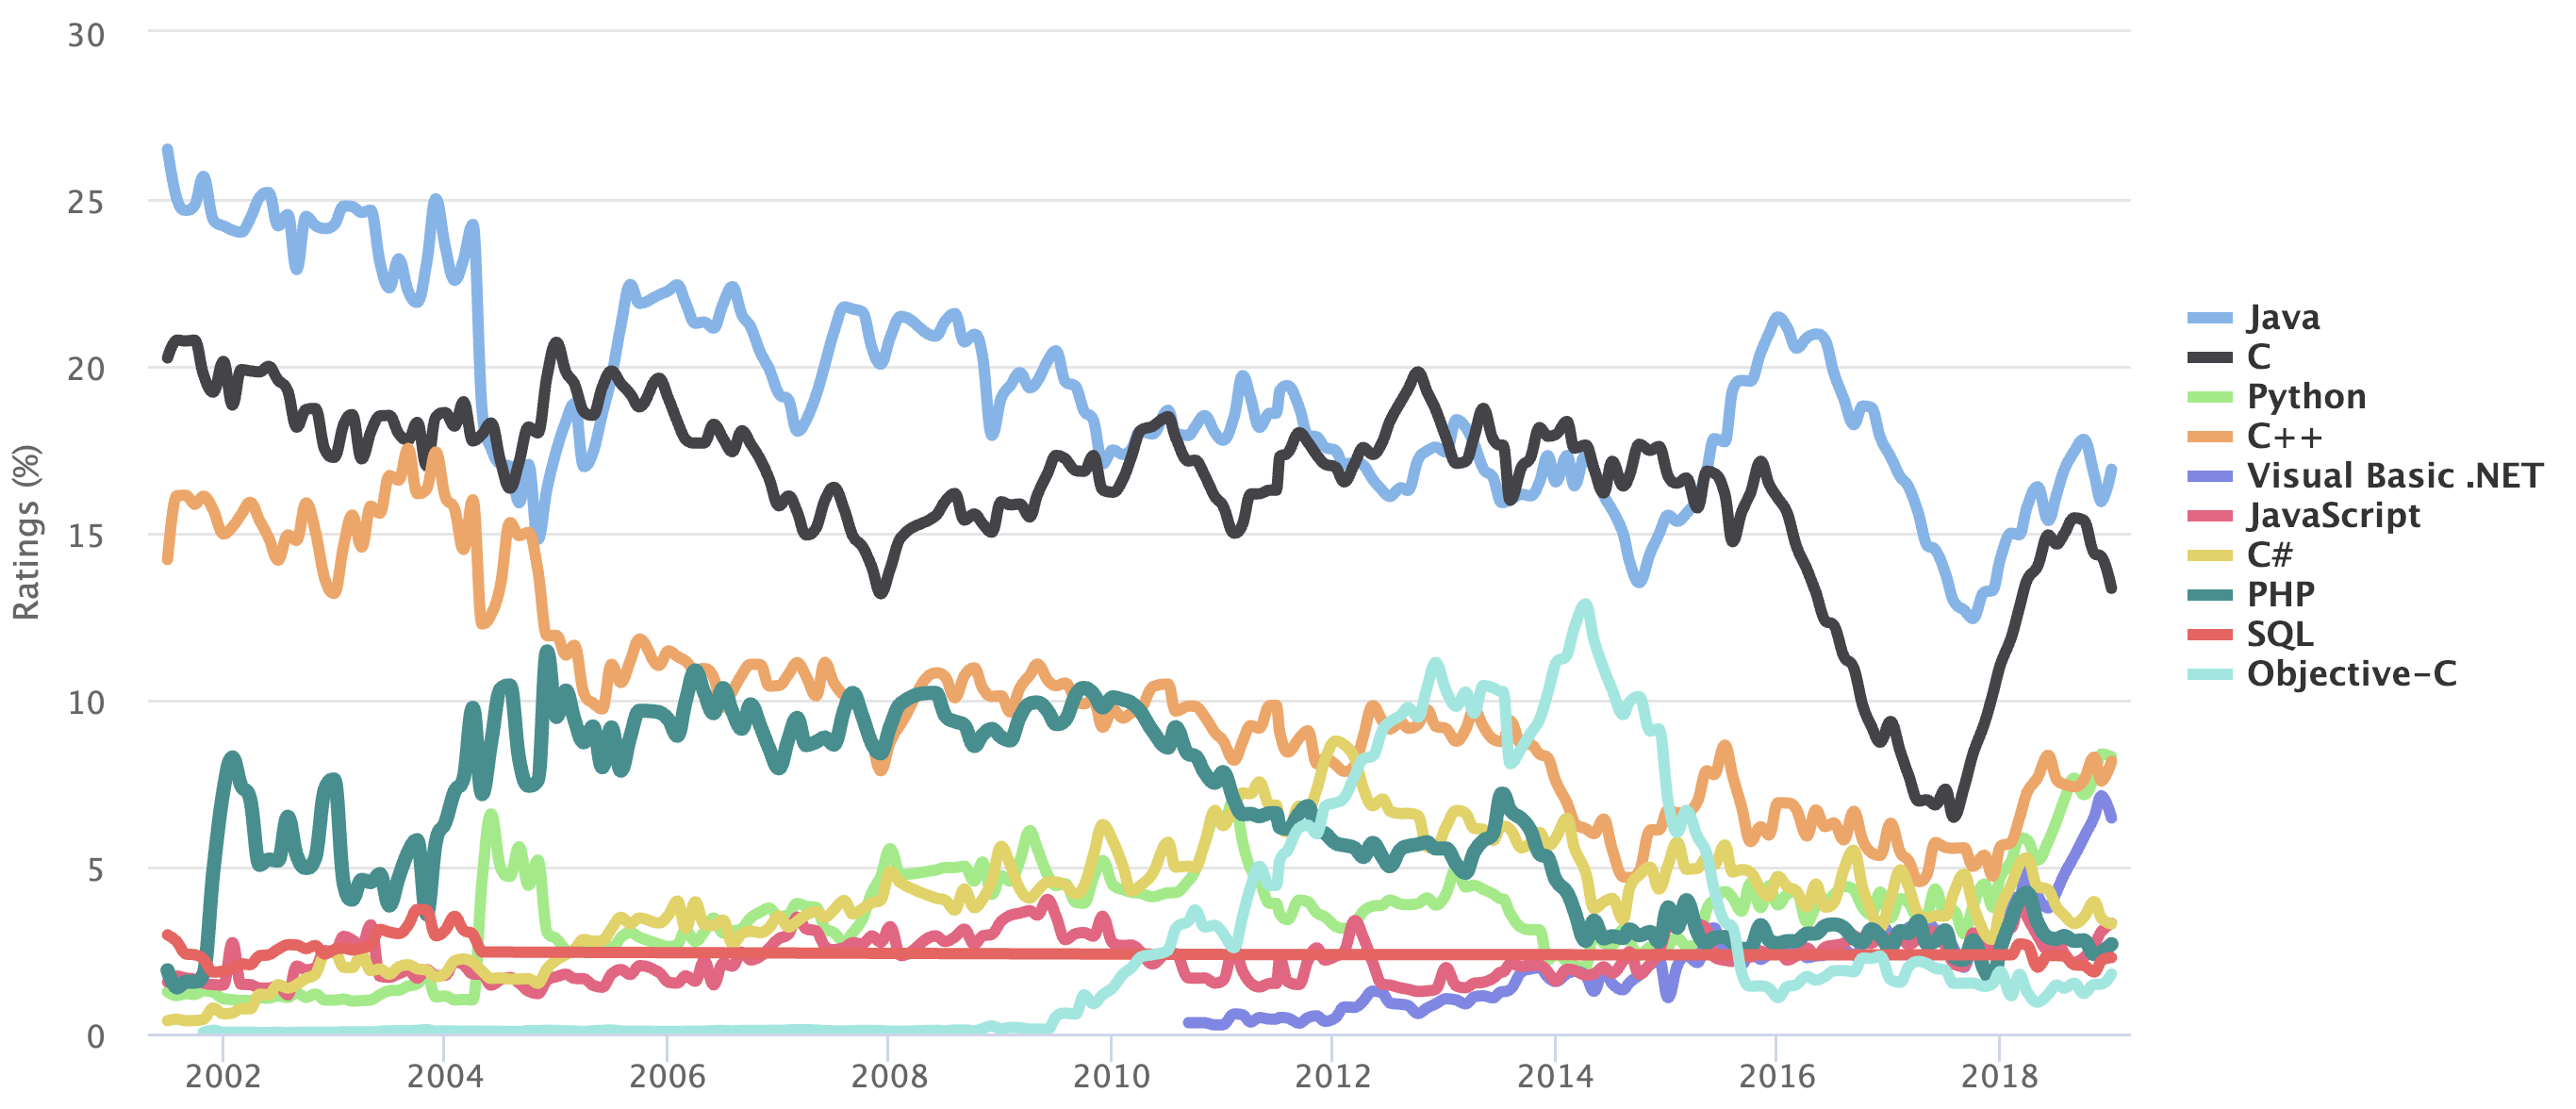 30
25
20
15
10
5
0
Ratings (%)
2002 2004 2006 2008 2010 2012 2014 2016 2018
Java
C
Python
C++
Visual Basic .NET
JavaScript
C#
PHP
SQL
Objective-C